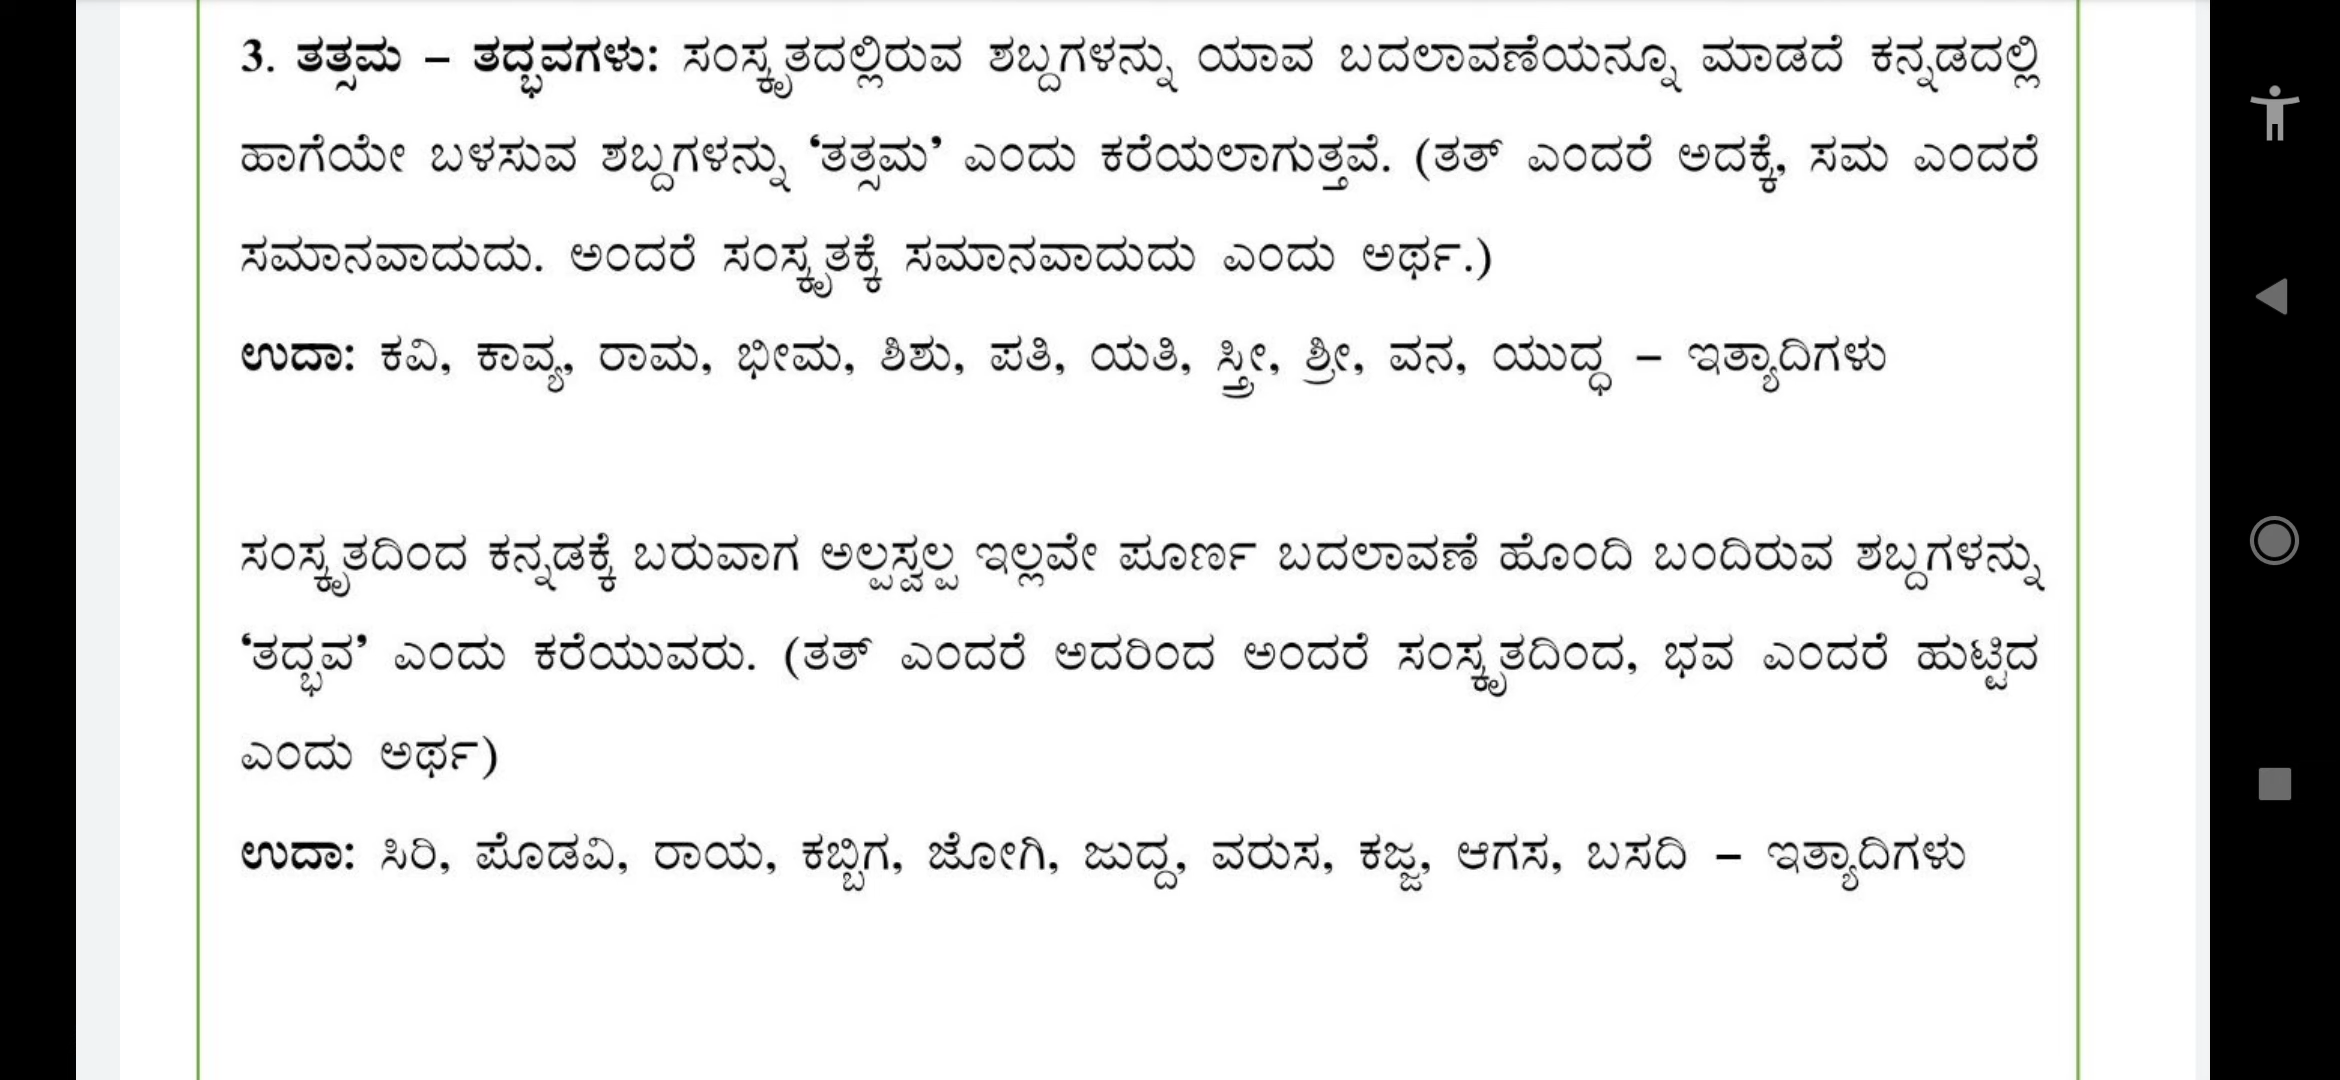 3. ತತ್ಸಮ – ತದ್ಭವಗಳು: ಸಂಸ್ಕೃತದಲ್ಲಿರುವ ಶಬ್ದಗಳನ್ನು ಯಾವ ಬದಲಾವಣೆಯನ್ನೂ ಮಾಡದೆ ಕನ್ನಡದಲ್ಲಿ
ಹಾಗೆಯೇ ಬಳಸುವ ಶಬ್ದಗಳನ್ನು ‘ತತ್ಸಮ’ ಎಂದು ಕರೆಯಲಾಗುತ್ತವೆ. (ತತ್ ಎಂದರೆ ಅದಕ್ಕೆ, ಸಮ ಎಂದರೆ
ಸಮಾನವಾದುದು. ಅಂದರೆ ಸಂಸ್ಕೃತಕ್ಕೆ ಸಮಾನವಾದುದು ಎಂದು ಅರ್ಥ.)
ಉದಾ: ಕವಿ, ಕಾವ್ಯ, ರಾಮ, ಭೀಮ, ಶಿಶು, ಪತಿ, ಯತಿ, ಸ್ತ್ರೀ, ಶ್ರೀ, ವನ, ಯುದ್ಧ – ಇತ್ಯಾದಿಗಳು
ಸಂಸ್ಕೃತದಿಂದ ಕನ್ನಡಕ್ಕೆ ಬರುವಾಗ ಅಲ್ಪಸ್ವಲ್ಪ ಇಲ್ಲವೇ ಪೂರ್ಣ ಬದಲಾವಣೆ ಹೊಂದಿ ಬಂದಿರುವ ಶಬ್ದಗಳನ್ನು
‘ತದ್ಭವ’ ಎಂದು ಕರೆಯುವರು. (ತತ್ ಎಂದರೆ ಅದರಿಂದ ಅಂದರೆ ಸಂಸ್ಕೃತದಿಂದ, ಭವ ಎಂದರೆ ಹುಟ್ಟಿದ
ಎಂದು ಅರ್ಥ)
ಉದಾ: ಸಿರಿ, ಪೊಡವಿ, ರಾಯ, ಕಬ್ಬಿಗ, ಜೋಗಿ, ಜುದ್ದ, ವರುಸ, ಕಜ್ಜ, ಆಗಸ, ಬಸದಿ – ಇತ್ಯಾದಿಗಳು